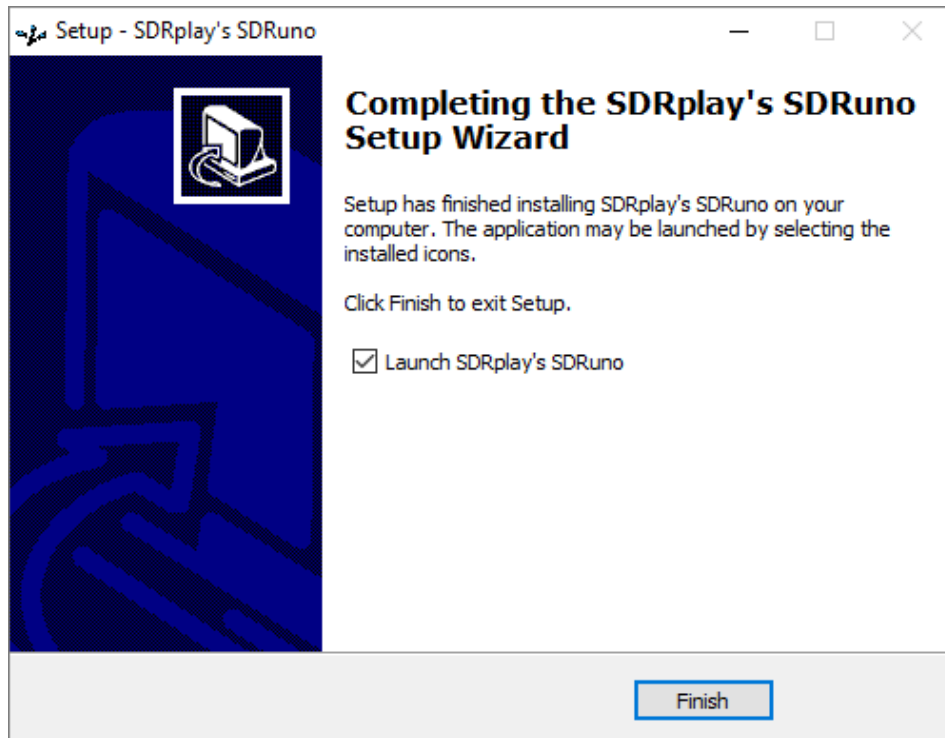 Setup - SDRplay's SDRuno
Completing the SDRplay's SDRuno
Setup Wizard
Setup has finished installing SDRplay's SDRuno on your
computer. The application may be launched by selecting the
installed icons.
Click Finish to exit Setup.
Launch SDRplay's SDRuno
Finish